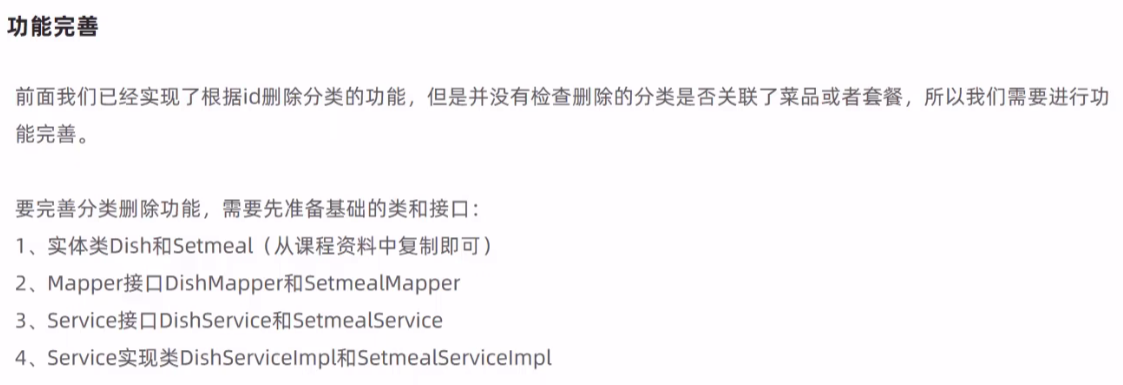 功能完善
前面我们已经实现了根据id删除分类的功能，但是并没有检查删除的分类是否关联了菜品或者套餐，所以我们需要进行功
能完善。
要完善分类删除功能，需要先准备基础的类和接口：
1、实体类Dish和Setmeal（从课程资料中复制即可）
2、Mapper接口DishMapper和SetmealMapper
3、Service接口DishService和SetmealService
4、Service实现类DishServiceImpl和SetmealServiceImpl